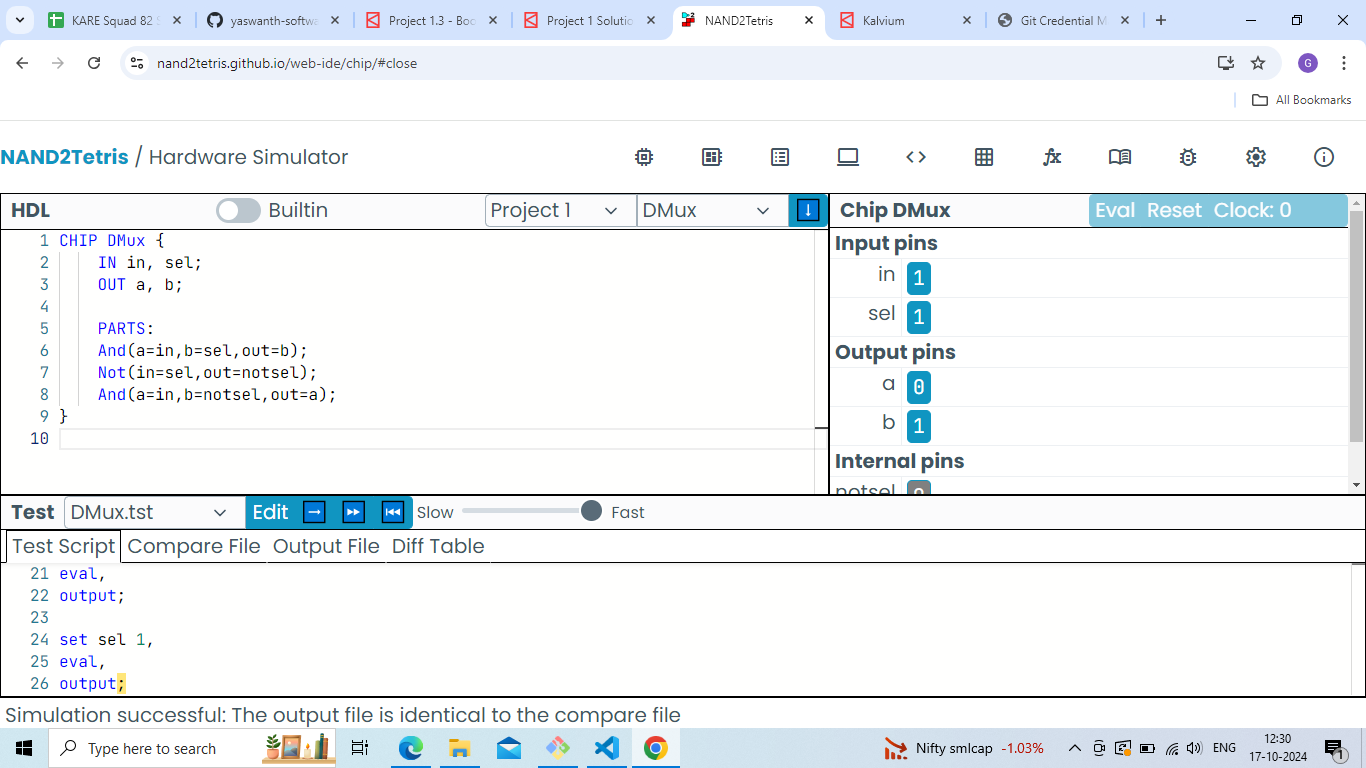 KARE Squad 82 S
yaswanth-softwa
Project 1.3 - Boo
Project 1 Solutio
NAND2Tetris
Kalvium
Git Credential M
nand2tetris.github.io/web-ide/chip/#close
G
All Bookmarks
NAND2Tetris / Hardware Simulator
HDL Builtin Project 1 DMux
1 CHIP DMux {
2 IN in, sel;
3 OUT a, b;
4
5 PARTS:
6 And(a=in,b=sel,out=b);
7 Not(in=sel,out=notsel);
8 And(a=in,b=notsel,out=a);
9 }
10
Chip DMux Eval Reset Clock: 0
Input pins
in 1
sel 1
Output pins
a 0
b 1
Internal pins
notsel 0
Test DMux.tst Edit Slow Fast
Test Script Compare File Output File Diff Table
21 eval,
22 output;
23
24 set sel 1,
25 eval,
26 output;
Simulation successful: The output file is identical to the compare file
Type here to search
Nifty smlcap -1.03%
ENG
12:30
17-10-2024
1